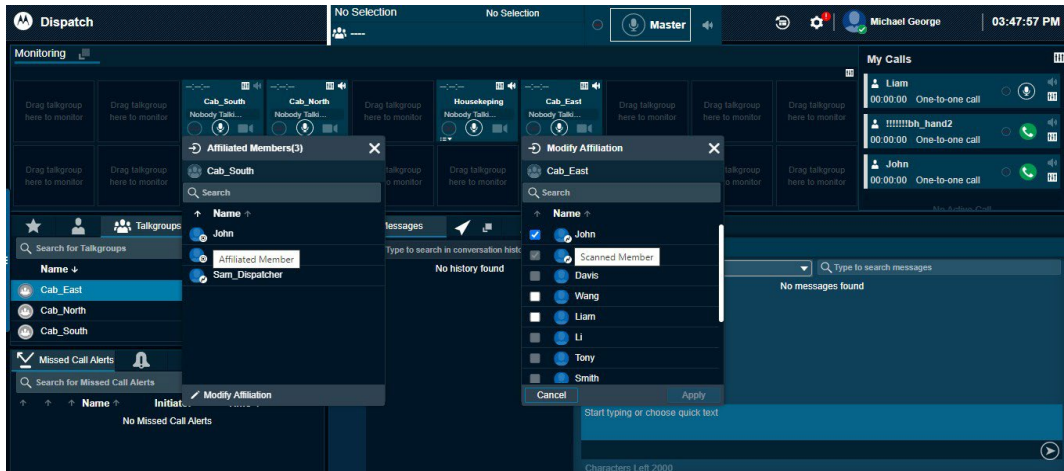 Dispatch
No Selection
No Selection
----
Master
Michael George
03:47:57 PM
Monitoring
My Calls
Drag talkgroup
here to monitor
Drag talkgroup
here to monitor
--:--:--
Cab_South
Nobody Talki...
--:--:--
Cab_North
Nobody Talki...
Drag talkgroup
here to monitor
--:--:--
Housekeping
Nobody Talki...
--:--:--
Cab_East
Nobody Talki...
Drag talkgroup
here to monitor
Drag talkgroup
here to monitor
Drag talkgroup
here to monitor
Liam
00:00:00 One-to-one call
!!!!!!!bh_hand2
00:00:00 One-to-one call
John
00:00:00 One-to-one call
No Active Call
Drag talkgroup
here to monitor
Drag talkgroup
here to monitor
talkgroup
o monitor
Drag talkgroup
here to monitor
talkgroup
o monitor
Drag talkgroup
here to monitor
Affiliated Members(3)
Cab_South
Search
Name
John
Affiliated Member
Sam_Dispatcher
Modify Affiliation
Modify Affiliation
Cab_East
Search
Name
John
Scanned Member
Davis
Wang
Liam
Li
Tony
Smith
Cancel
Apply
Talkgroups
Search for Talkgroups
Name
Cab_East
Cab_North
Cab_South
Messages
Type to search in conversation histo
No history found
Type to search messages
No messages found
Missed Call Alerts
Search for Missed Call Alerts
Name
Initiato
No Missed Call Alerts
Start typing or choose quick text
Characters Left 2000